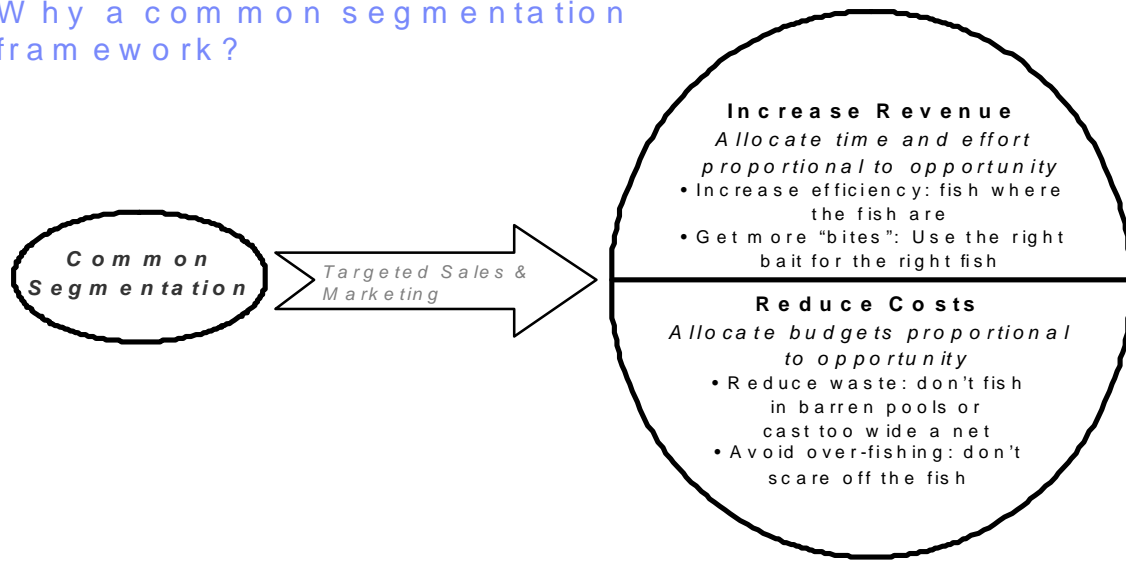 Why a common segmentation
framework?
Increase Revenue
Allocate time and effort
proportional to opportunity
• Increase efficiency: fish where
the fish are
• Get more “bites”: Use the right
bait for the right fish
Common
Segmentation
Targeted Sales &
Marketing
Reduce Costs
Allocate budgets proportional
to opportunity
• Reduce waste: don’t fish
in barren pools or
cast too wide a net
• Avoid over-fishing: don’t
scare off the fish